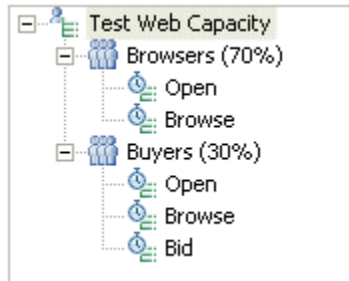 Test Web Capacity
Browsers (70%)
Open
Browse
Buyers (30%)
Open
Browse
Bid